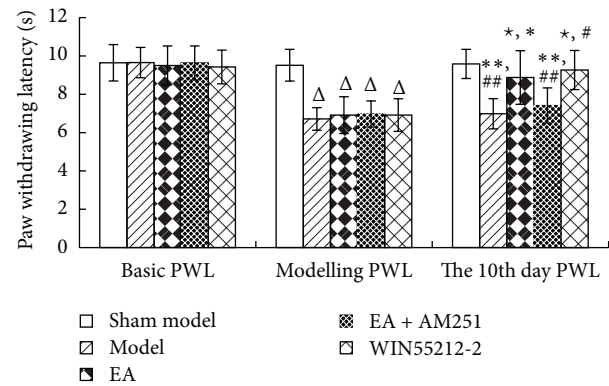 Paw withdrawing latency (s)
12
10
8
6
4
2
0
Δ
Δ
Δ
Δ
**,
##
*, *
**,
##
*, #
Basic PWL
Modelling PWL
The 10th day PWL
Sham model
Model
EA
EA + AM251
WIN55212-2